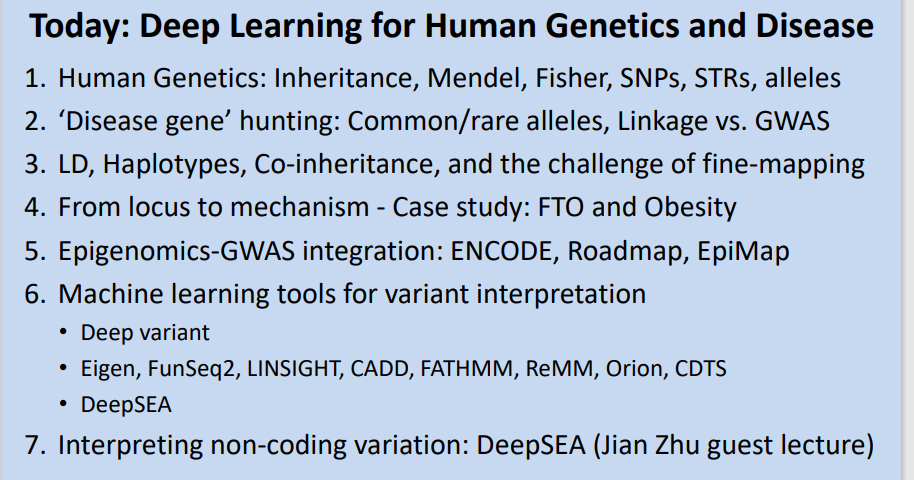 Today: Deep Learning for Human Genetics and Disease
1. Human Genetics: Inheritance, Mendel, Fisher, SNPs, STRs, alleles
2. ‘Disease gene’ hunting: Common/rare alleles, Linkage vs. GWAS
3. LD, Haplotypes, Co-inheritance, and the challenge of fine-mapping
4. From locus to mechanism - Case study: FTO and Obesity
5. Epigenomics-GWAS integration: ENCODE, Roadmap, EpiMap
6. Machine learning tools for variant interpretation
• Deep variant
• Eigen, FunSeq2, LINSIGHT, CADD, FATHMM, ReMM, Orion, CDTS
• DeepSEA
7. Interpreting non-coding variation: DeepSEA (Jian Zhu guest lecture)